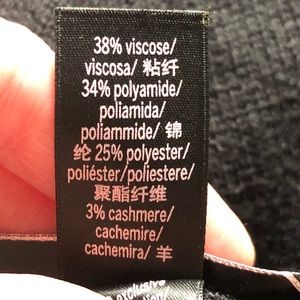 38% viscose/
viscosa/ 粘纤
34% polyamide/
poliamida/
poliammide/ 锦
纶 25% polyester/
poliéster/poliestere/
聚酯纤维
3% cashmere/
cachemire/
cachemira/ 羊